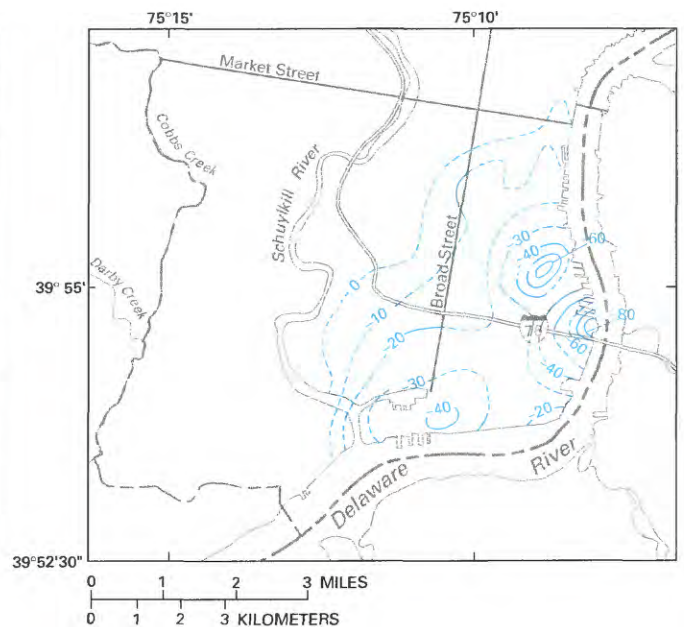 75°15'
75°10'
Market Street
Cobbs Creek
Schuylkill River
Darby Creek
Broad Street
39°55'
0
-10
-20
-30
-40
-30
-40
60
80
-60
40
-20
Delaware
River
39°52'30"
0 1 2 3 MILES
0 1 2 3 KILOMETERS